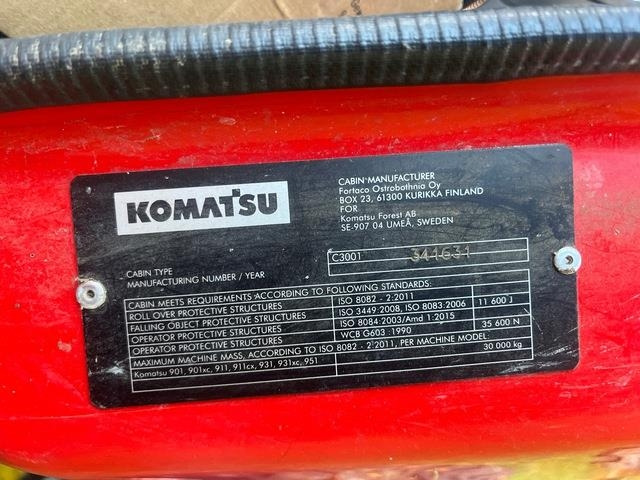 KOMATSU
CABIN MANUFACTURER
Fortaco Ostrobothnia Oy
BOX 23, 61300 KURIKKA FINLAND
FOR
Komatsu Forest AB
SE-907 04 UMEÅ, SWEDEN
CABIN TYPE C3001 341631
MANUFACTURING NUMBER / YEAR
CABIN MEETS REQUIREMENTS ACCORDING TO FOLLOWING STANDARDS:
ROLL OVER PROTECTIVE STRUCTURES ISO 8082 - 2:2011 11 600 J
FALLING OBJECT PROTECTIVE STRUCTURES ISO 3449:2008, ISO 8083:2006
OPERATOR PROTECTIVE STRUCTURES ISO 8084:2003/Amd 1:2015 35 600 N
OPERATOR PROTECTIVE STRUCTURES WCB G603 :1990
MAXIMUM MACHINE MASS, ACCORDING TO ISO 8082 - 2:2011, PER MACHINE MODEL
Komatsu 901, 901xc, 911, 911cx, 931, 931xc, 951 30 000 kg